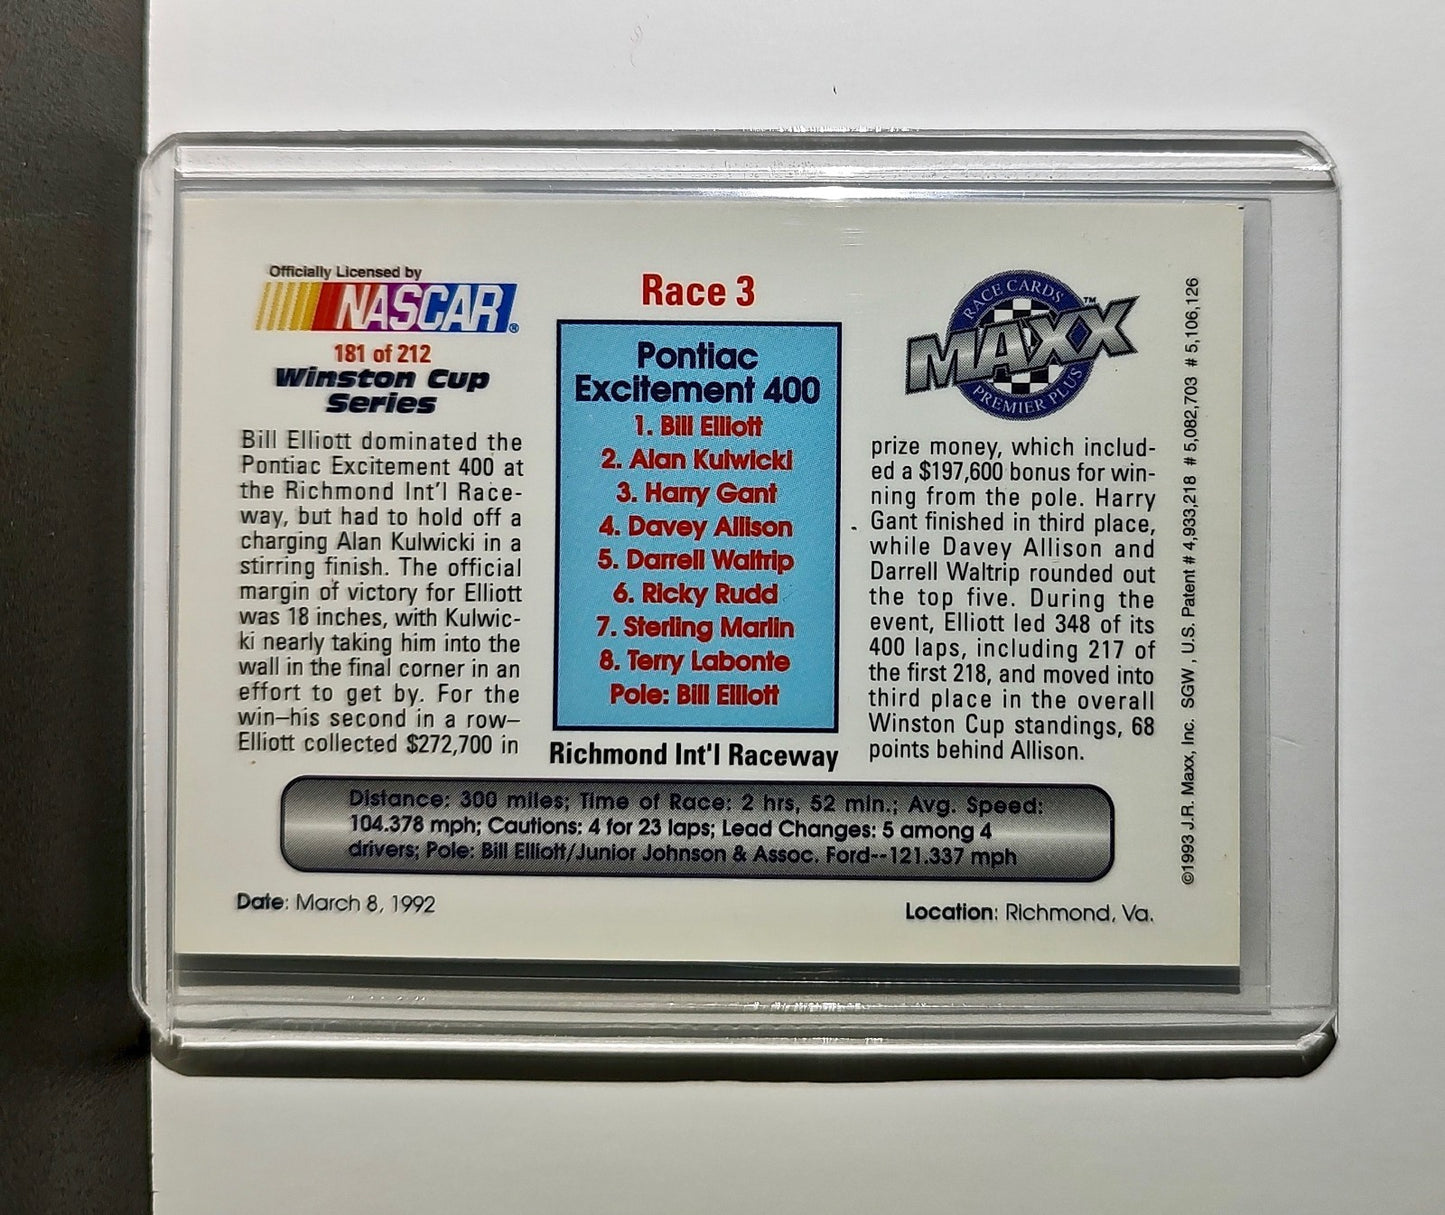 Officially Licensed by
NASCAR®
181 of 212
Winston Cup
Series
Bill Elliott dominated the
Pontiac Excitement 400 at
the Richmond Int'l Race-
way, but had to hold off a
charging Alan Kulwicki in a
stirring finish. The official
margin of victory for Elliott
was 18 inches, with Kulwic-
ki nearly taking him into the
wall in the final corner in an
effort to get by. For the
win—his second in a row—
Elliott collected $272,700 in
Race 3
Pontiac
Excitement 400
1. Bill Elliott
2. Alan Kulwicki
3. Harry Gant
4. Davey Allison
5. Darrell Waltrip
6. Ricky Rudd
7. Sterling Marlin
8. Terry Labonte
Pole: Bill Elliott
Richmond Int'l Raceway
RACE CARDS
MAXX™
PREMIER PLUS
prize money, which includ-
ed a $197,600 bonus for win-
ning from the pole. Harry
Gant finished in third place,
while Davey Allison and
Darrell Waltrip rounded out
the top five. During the
event, Elliott led 348 of its
400 laps, including 217 of
the first 218, and moved into
third place in the overall
Winston Cup standings, 68
points behind Allison.
Distance: 300 miles; Time of Race: 2 hrs, 52 min.; Avg. Speed:
104.378 mph; Cautions: 4 for 23 laps; Lead Changes: 5 among 4
drivers; Pole: Bill Elliott/Junior Johnson & Assoc. Ford--121.337 mph
Date: March 8, 1992
Location: Richmond, Va.
©1993 J.R. Maxx, Inc. SGW, U.S. Patent # 4,933,218 # 5,082,703 # 5,106,126